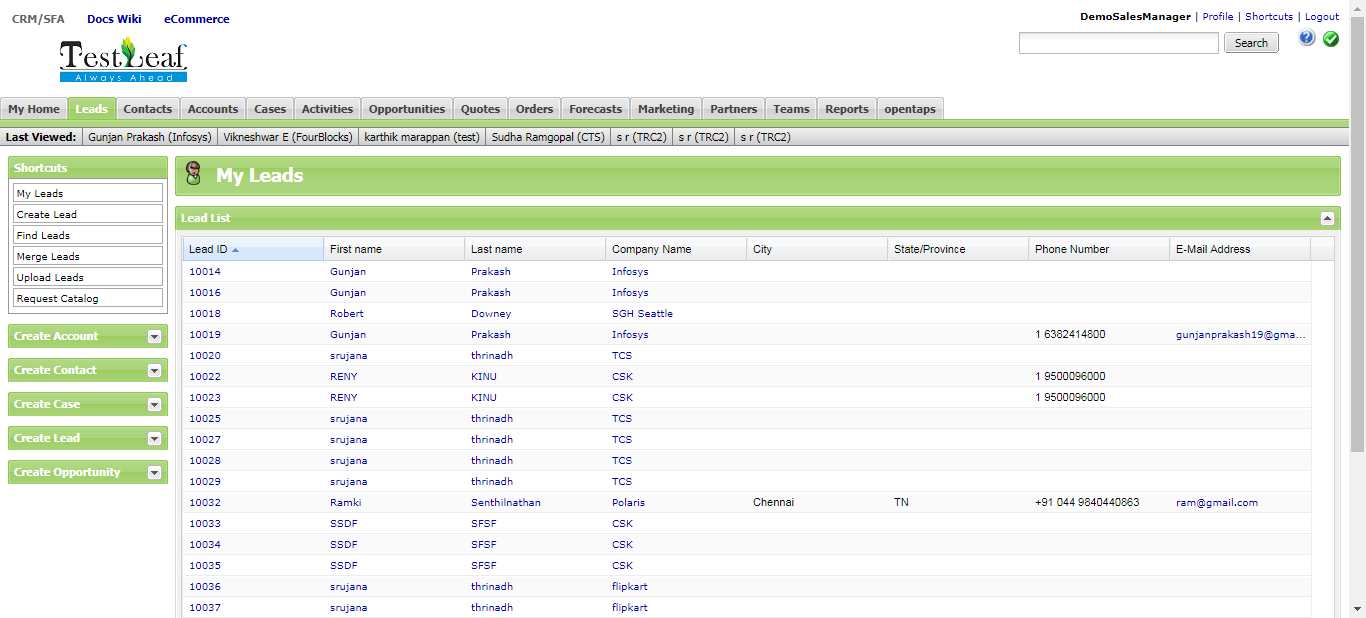 CRM/SFA Docs Wiki eCommerce
DemoSalesManager | Profile | Shortcuts | Logout
TestLeaf
Always Ahead
Search
My Home Leads Contacts Accounts Cases Activities Opportunities Quotes Orders Forecasts Marketing Partners Teams Reports opentaps
Last Viewed: Gunjan Prakash (Infosys) Vikneshwar E (FourBlocks) karthik marappan (test) Sudha Ramgopal (CTS) s r (TRC2) s r (TRC2) s r (TRC2)
Shortcuts
My Leads
Create Lead
Find Leads
Merge Leads
Upload Leads
Request Catalog
Create Account
Create Contact
Create Case
Create Lead
Create Opportunity
My Leads
Lead List
Lead ID First name Last name Company Name City State/Province Phone Number E-Mail Address
10014 Gunjan Prakash Infosys
10016 Gunjan Prakash Infosys
10018 Robert Downey SGH Seattle
10019 Gunjan Prakash Infosys 1 6382414800 gunjanprakash19@gma...
10020 srujana thrinadh TCS
10022 RENY KINU CSK 1 9500096000
10023 RENY KINU CSK 1 9500096000
10025 srujana thrinadh TCS
10027 srujana thrinadh TCS
10028 srujana thrinadh TCS
10029 srujana thrinadh TCS
10032 Ramki Senthilnathan Polaris Chennai TN +91 044 9840440863 ram@gmail.com
10033 SSDF SFSF CSK
10034 SSDF SFSF CSK
10035 SSDF SFSF CSK
10036 srujana thrinadh flipkart
10037 srujana thrinadh flipkart